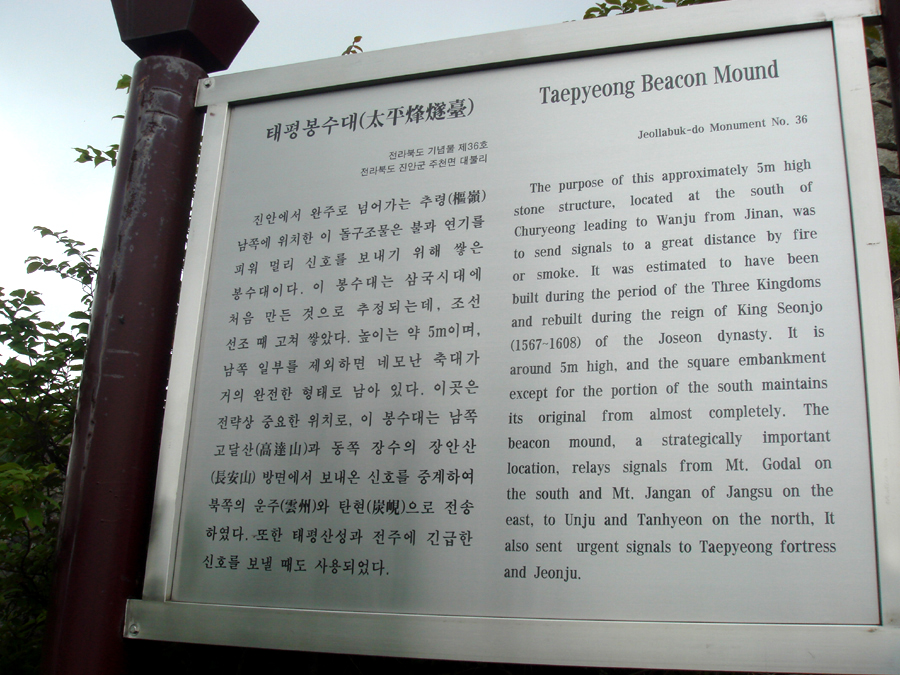 태평봉수대(太平烽燧臺)
전라북도 기념물 제36호
전라북도 진안군 주천면 대불리
진안에서 완주로 넘어가는 추령(樞嶺)
남쪽에 위치한 이 돌구조물은 불과 연기를
피워 멀리 신호를 보내기 위해 쌓은
봉수대이다. 이 봉수대는 삼국시대에
처음 만든 것으로 추정되는데, 조선
선조 때 고쳐 쌓았다. 높이는 약 5m이며,
남쪽 일부를 제외하면 네모난 축대가
거의 완전한 형태로 남아 있다. 이곳은
전략상 중요한 위치로, 이 봉수대는 남쪽
고달산(高達山)과 동쪽 장수의 장안산
(長安山) 방면에서 보내온 신호를 중계하여
북쪽의 운주(雲州)와 탄현(炭峴)으로 전송
하였다. 또한 태평산성과 전주에 긴급한
신호를 보낼 때도 사용되었다.
Taepyeong Beacon Mound
Jeollabuk-do Monument No. 36
The purpose of this approximately 5m high
stone structure, located at the south of
Churyeong leading to Wanju from Jinan, was
to send signals to a great distance by fire
or smoke. It was estimated to have been
built during the period of the Three Kingdoms
and rebuilt during the reign of King Seonjo
(1567~1608) of the Joseon dynasty. It is
around 5m high, and the square embankment
except for the portion of the south maintains
its original from almost completely. The
beacon mound, a strategically important
location, relays signals from Mt. Godal on
the south and Mt. Jangan of Jangsu on the
east, to Unju and Tanhyeon on the north, It
also sent urgent signals to Taepyeong fortress
and Jeonju.